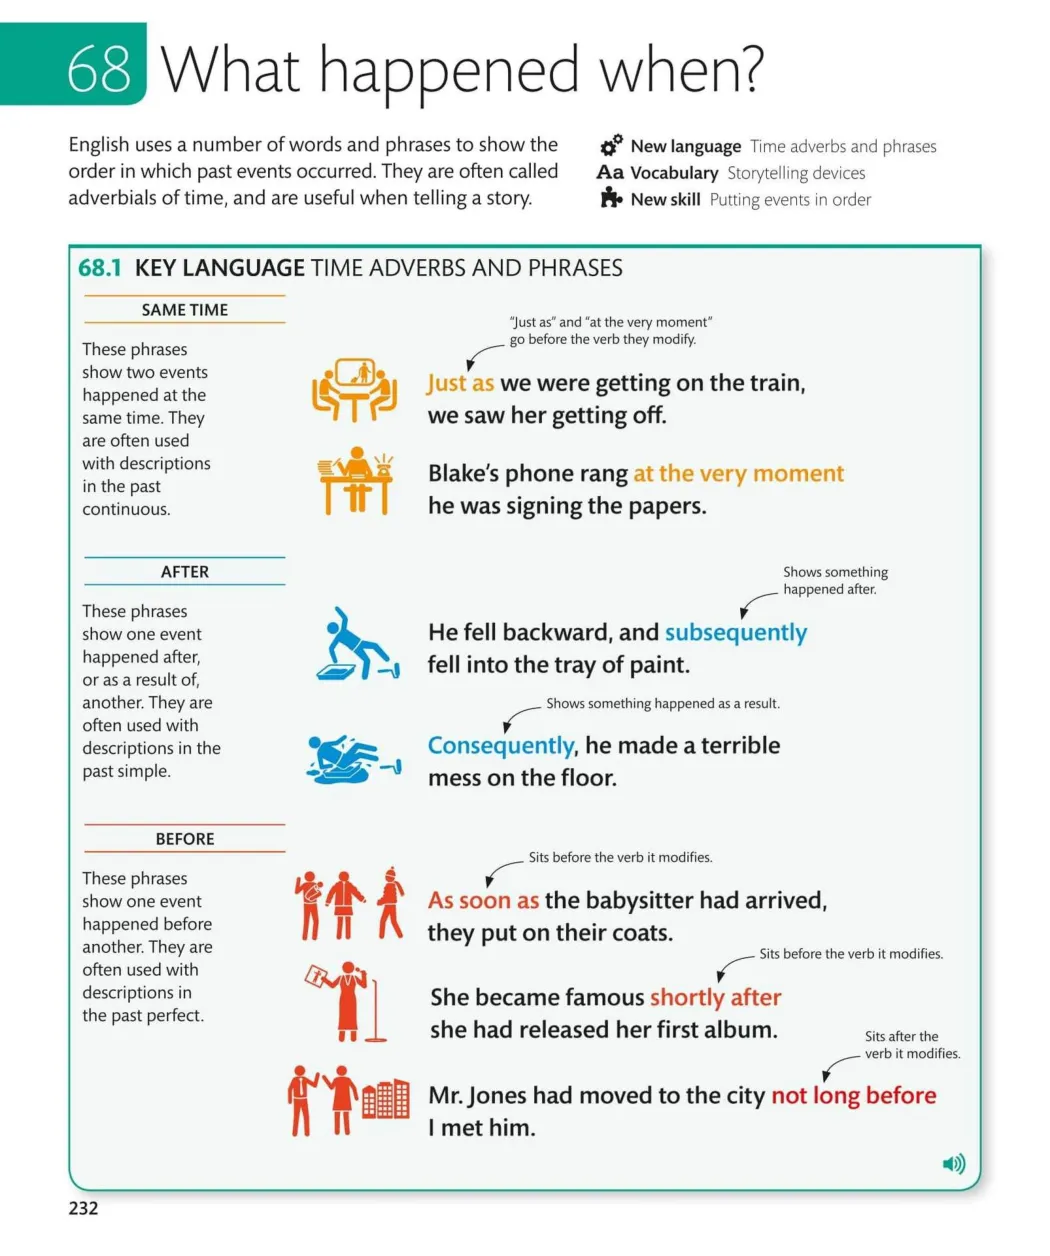 68 What happened when?
English uses a number of words and phrases to show the
order in which past events occurred. They are often called
adverbials of time, and are useful when telling a story.
New language Time adverbs and phrases
Aa Vocabulary Storytelling devices
New skill Putting events in order
68.1 KEY LANGUAGE TIME ADVERBS AND PHRASES
SAME TIME
These phrases
show two events
happened at the
same time. They
are often used
with descriptions
in the past
continuous.
"Just as" and "at the very moment"
go before the verb they modify.
Just as we were getting on the train,
we saw her getting off.
Blake's phone rang at the very moment
he was signing the papers.
AFTER
These phrases
show one event
happened after,
or as a result of,
another. They are
often used with
descriptions in the
past simple.
Shows something
happened after.
He fell backward, and subsequently
fell into the tray of paint.
Shows something happened as a result.
Consequently, he made a terrible
mess on the floor.
BEFORE
These phrases
show one event
happened before
another. They are
often used with
descriptions in
the past perfect.
Sits before the verb it modifies.
As soon as the babysitter had arrived,
they put on their coats.
Sits before the verb it modifies.
She became famous shortly after
she had released her first album.
Sits after the
verb it modifies.
Mr. Jones had moved to the city not long before
I met him.
232